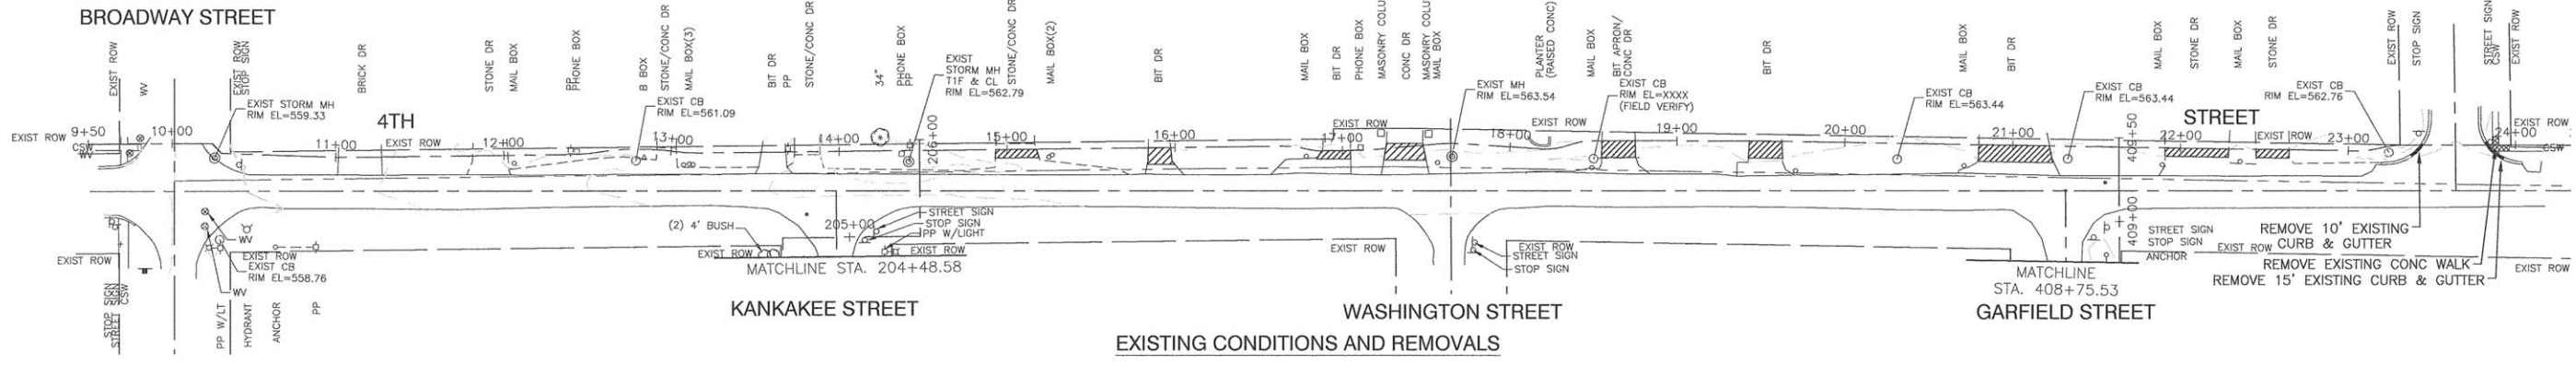 BROADWAY STREET
EXIST ROW
WV
EXIST ROW
STOP SIGN
BRICK DR
STONE DR
MAIL BOX
PP
PHONE BOX
B BOX
STONE/CONC DR
MAIL BOX(3)
BIT DR
PP
STONE/CONC DR
34"
PHONE BOX
PP
STONE/CONC DR
MAIL BOX(2)
BIT DR
MAIL BOX
BIT DR
PHONE BOX
MASONRY COLU
CONC DR
MASONRY COLU
MAIL BOX
PLANTER
(RAISED CONC)
MAIL BOX
BIT APRON/
CONC DR
BIT DR
MAIL BOX
BIT DR
MAIL BOX
STONE DR
MAIL BOX
STONE DR
EXIST ROW
STOP SIGN
STREET SIGN
CSW
EXIST ROW
EXIST STORM MH
RIM EL=559.33
EXIST CB
RIM EL=561.09
EXIST
STORM MH
T1F & CL
RIM EL=562.79
EXIST MH
RIM EL=563.54
EXIST CB
RIM EL=XXXX
(FIELD VERIFY)
EXIST CB
RIM EL=563.44
EXIST CB
RIM EL=563.44
EXIST CB
RIM EL=562.76
4TH
STREET
EXIST ROW
9+50
CSW
WV
10+00
11+00
EXIST ROW
12+00
13+00
14+00
206+00
15+00
16+00
17+00
EXIST ROW
18+00
EXIST ROW
19+00
20+00
21+00
409+50
22+00
EXIST ROW
23+00
EXIST ROW
24+00
CSW
EXIST ROW
STOP SIGN
STREET SIGN
CSW
WV
EXIST ROW
EXIST CB
RIM EL=558.76
WV
PP W/LT
HYDRANT
ANCHOR
PP
(2) 4' BUSH
205+00
STREET SIGN
STOP SIGN
PP W/LIGHT
EXIST ROW
EXIST ROW
MATCHLINE STA. 204+48.58
KANKAKEE STREET
EXIST ROW
EXIST ROW
STREET SIGN
STOP SIGN
WASHINGTON STREET
409+00
STREET SIGN
STOP SIGN
ANCHOR
EXIST ROW
MATCHLINE
STA. 408+75.53
GARFIELD STREET
REMOVE 10' EXISTING
CURB & GUTTER
REMOVE EXISTING CONC WALK
REMOVE 15' EXISTING CURB & GUTTER
EXIST ROW
EXISTING CONDITIONS AND REMOVALS